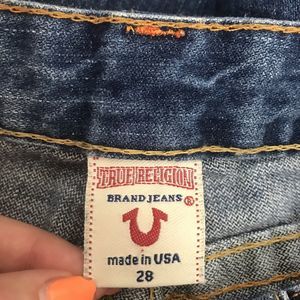 TRUE RELIGION
BRAND JEANS ®
made in USA
28